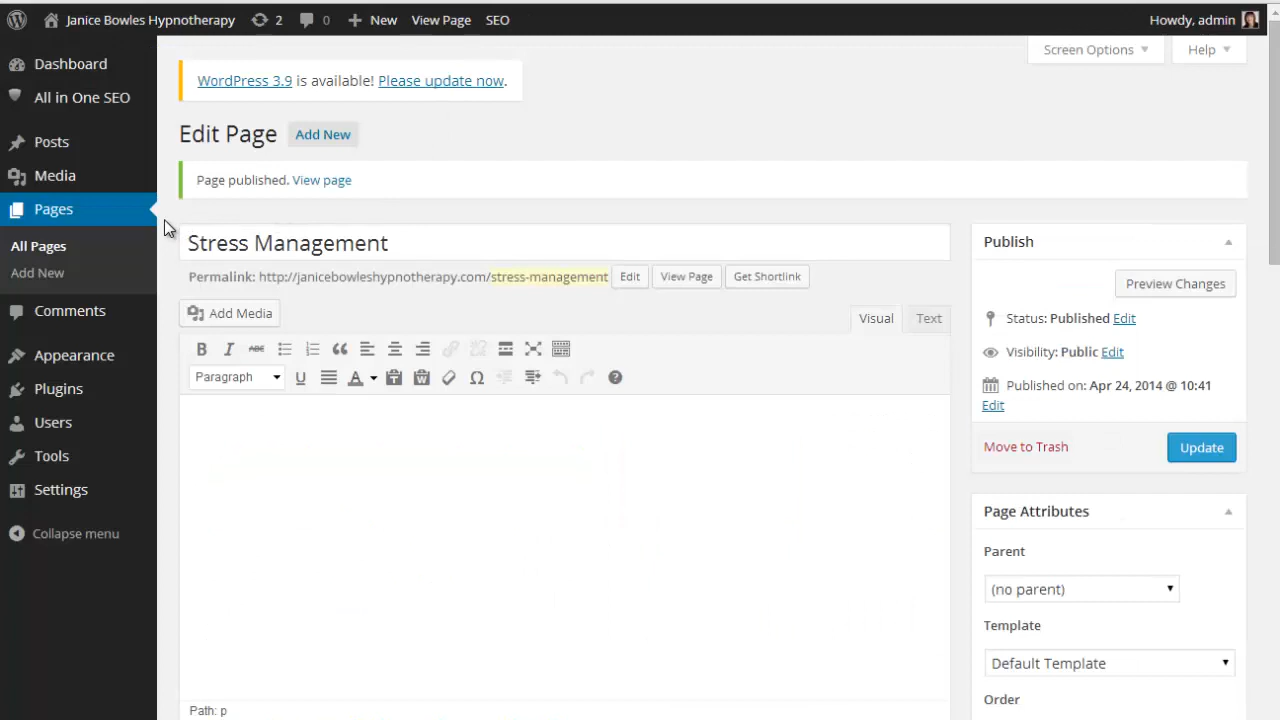 Janice Bowles Hypnotherapy 2 0 New View Page SEO Howdy, admin
Screen Options Help
Dashboard
All in One SEO
Posts
Media
Pages
All Pages
Add New
Comments
Appearance
Plugins
Users
Tools
Settings
Collapse menu
WordPress 3.9 is available! Please update now.
Edit Page Add New
Page published. View page
Stress Management
Permalink: http://janicebowleshypnotherapy.com/stress-management Edit View Page Get Shortlink
Add Media
Visual Text
B I ABC
Paragraph U A T W Ω ?
Path: p
Publish
Preview Changes
Status: Published Edit
Visibility: Public Edit
Published on: Apr 24, 2014 @ 10:41
Edit
Move to Trash Update
Page Attributes
Parent
(no parent)
Template
Default Template
Order